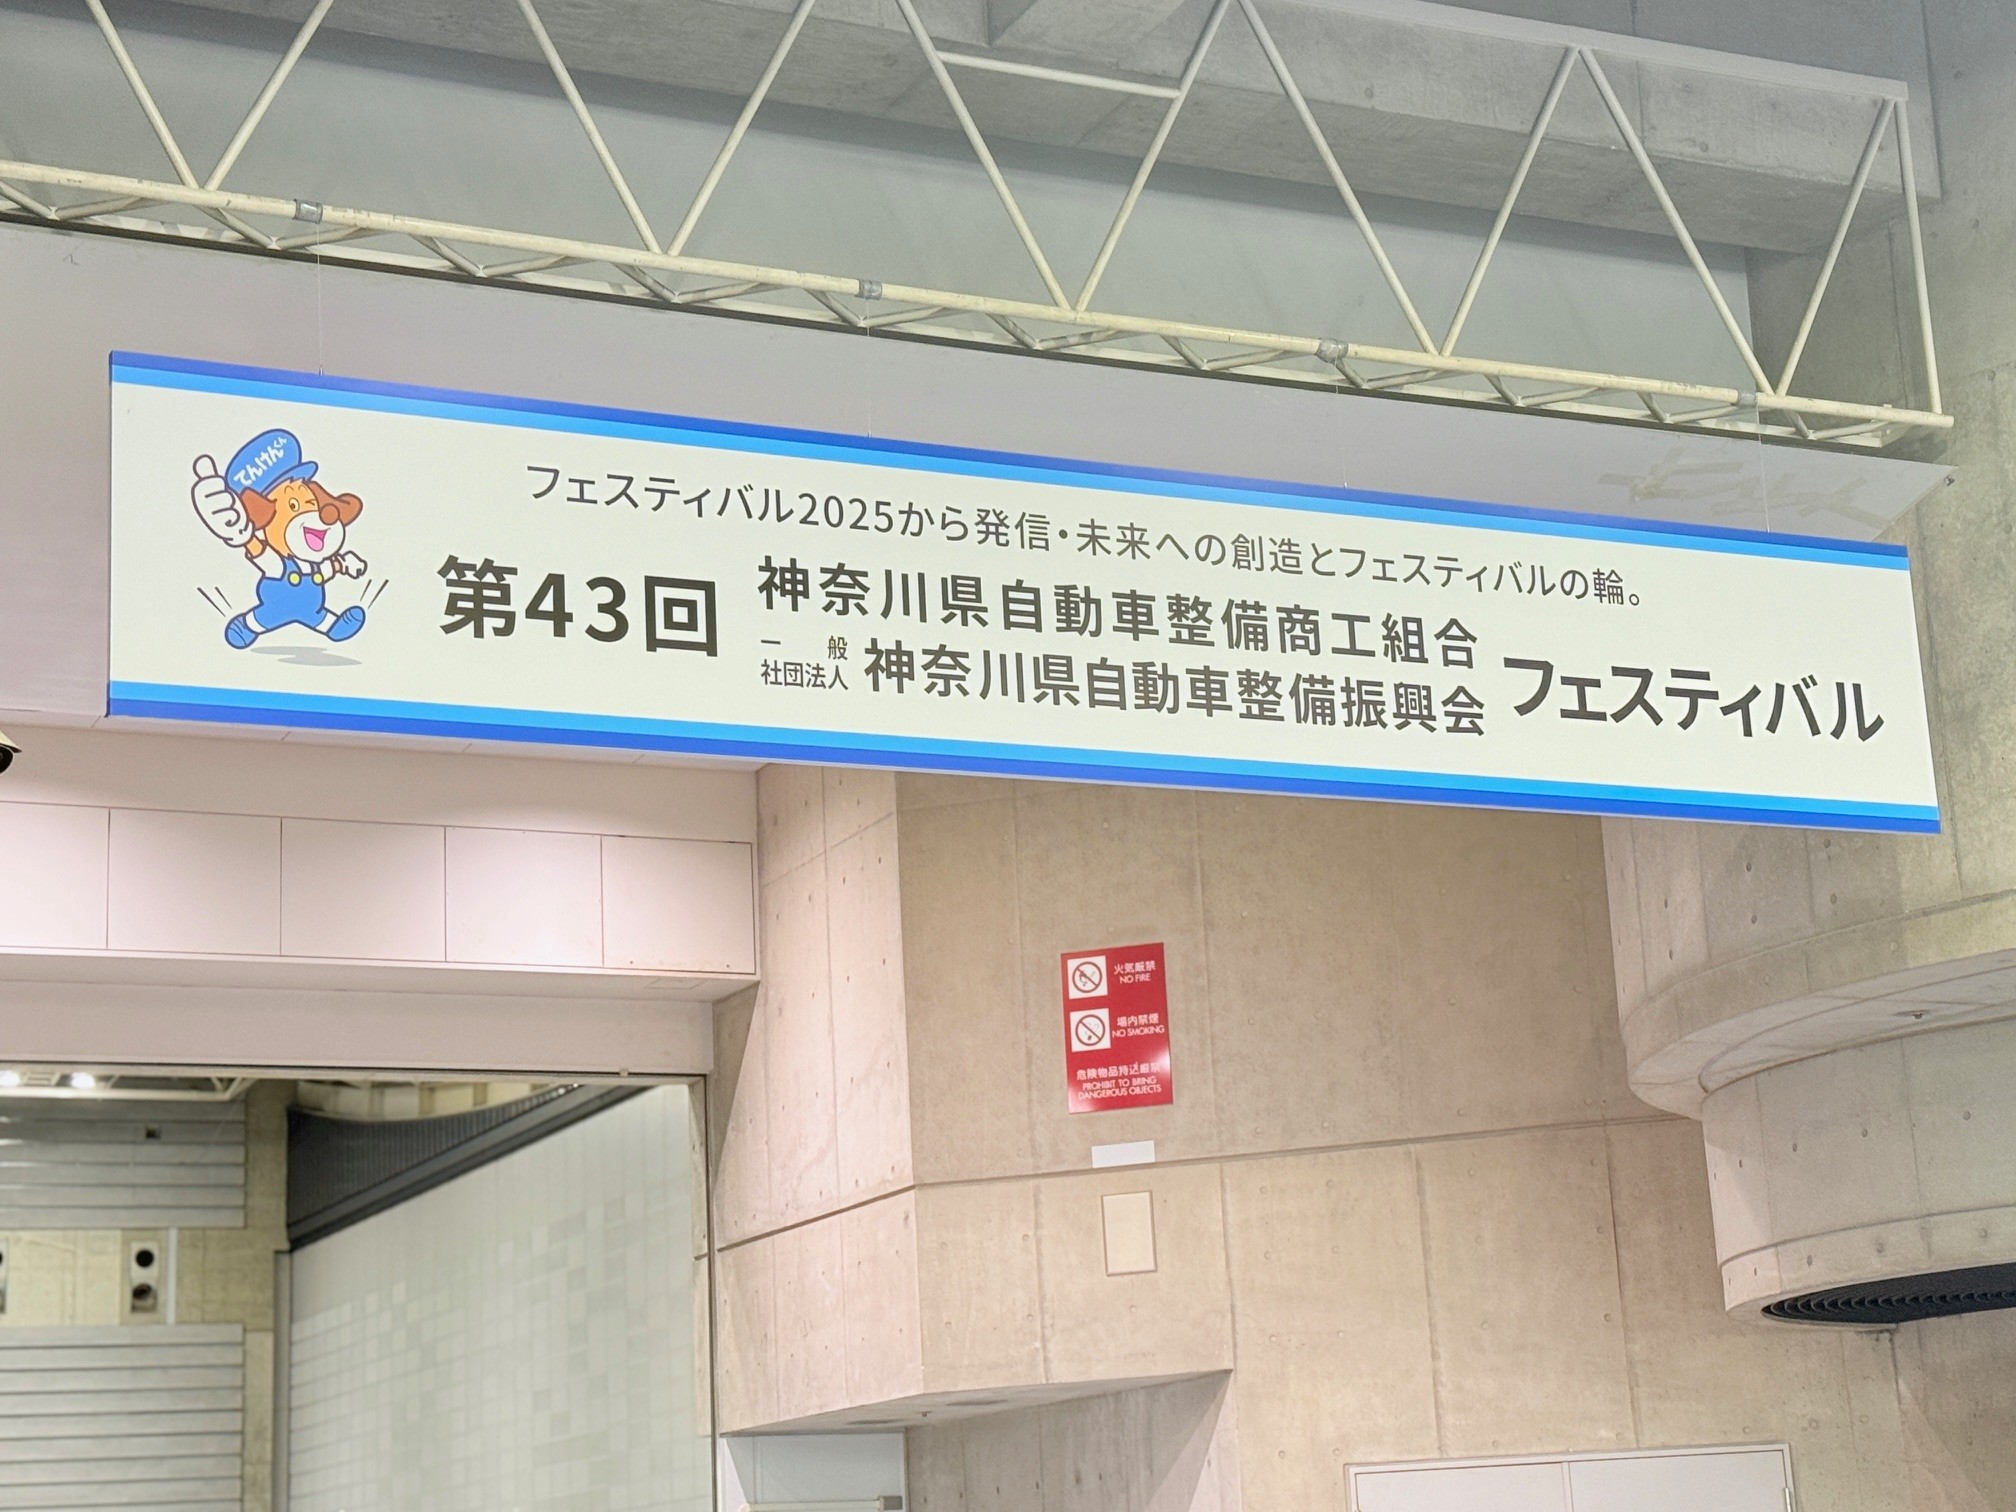 てんけんくん
フェスティバル2025から発信・未来への創造とフェスティバルの輪。
第43回
神奈川県自動車整備商工組合
一般
社団法人
神奈川県自動車整備振興会
フェスティバル
火気厳禁
NO FIRE
場内禁煙
NO SMOKING
危険物品持込厳禁
PROHIBIT TO BRING
DANGEROUS OBJECTS